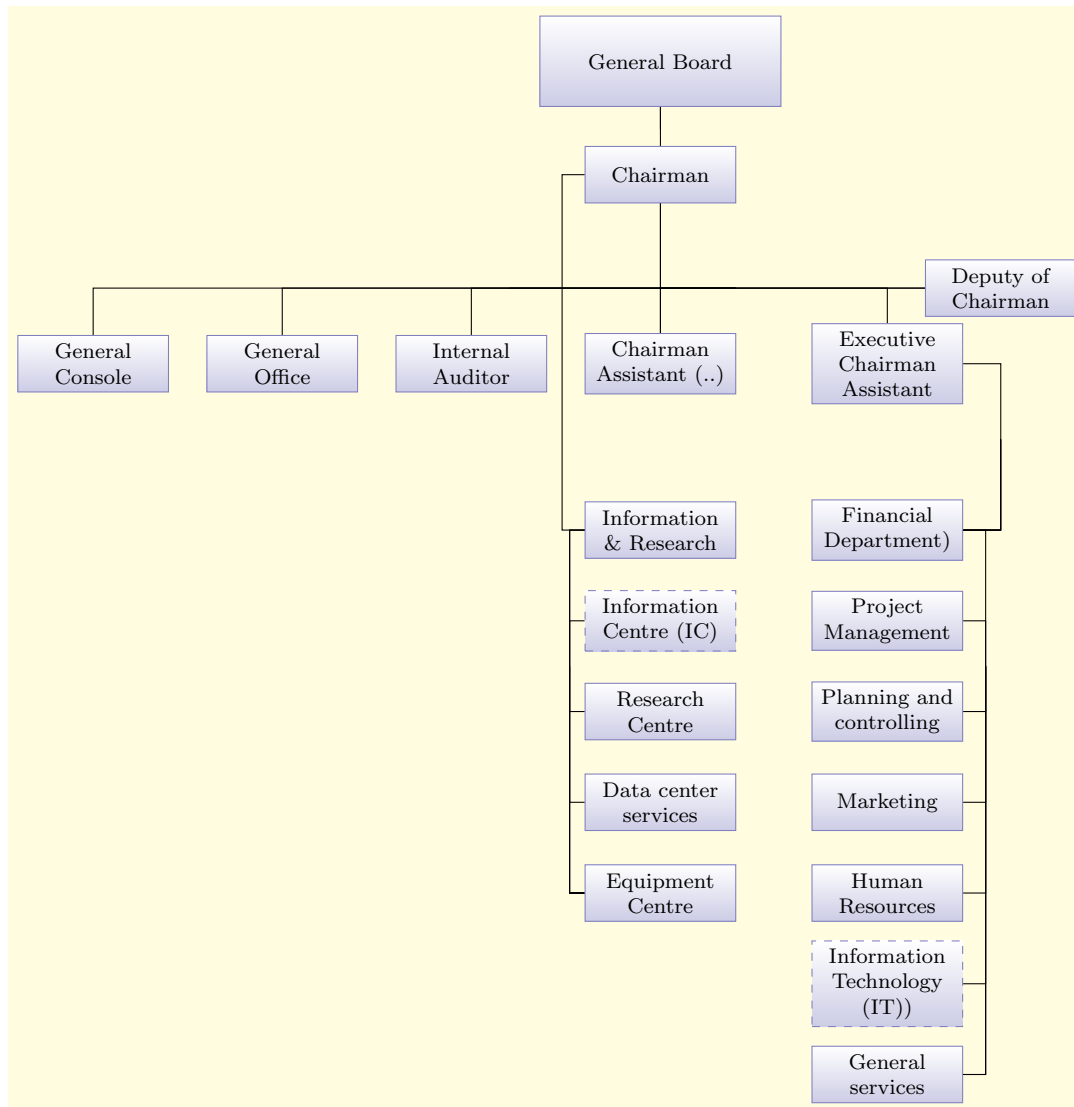 General Board
Chairman
Deputy of
Chairman
General
Console
General
Office
Internal
Auditor
Chairman
Assistant (..)
Executive
Chairman
Assistant
Information
& Research
Financial
Department)
Information
Centre (IC)
Project
Management
Research
Centre
Planning and
controlling
Data center
services
Marketing
Equipment
Centre
Human
Resources
Information
Technology
(IT))
General
services